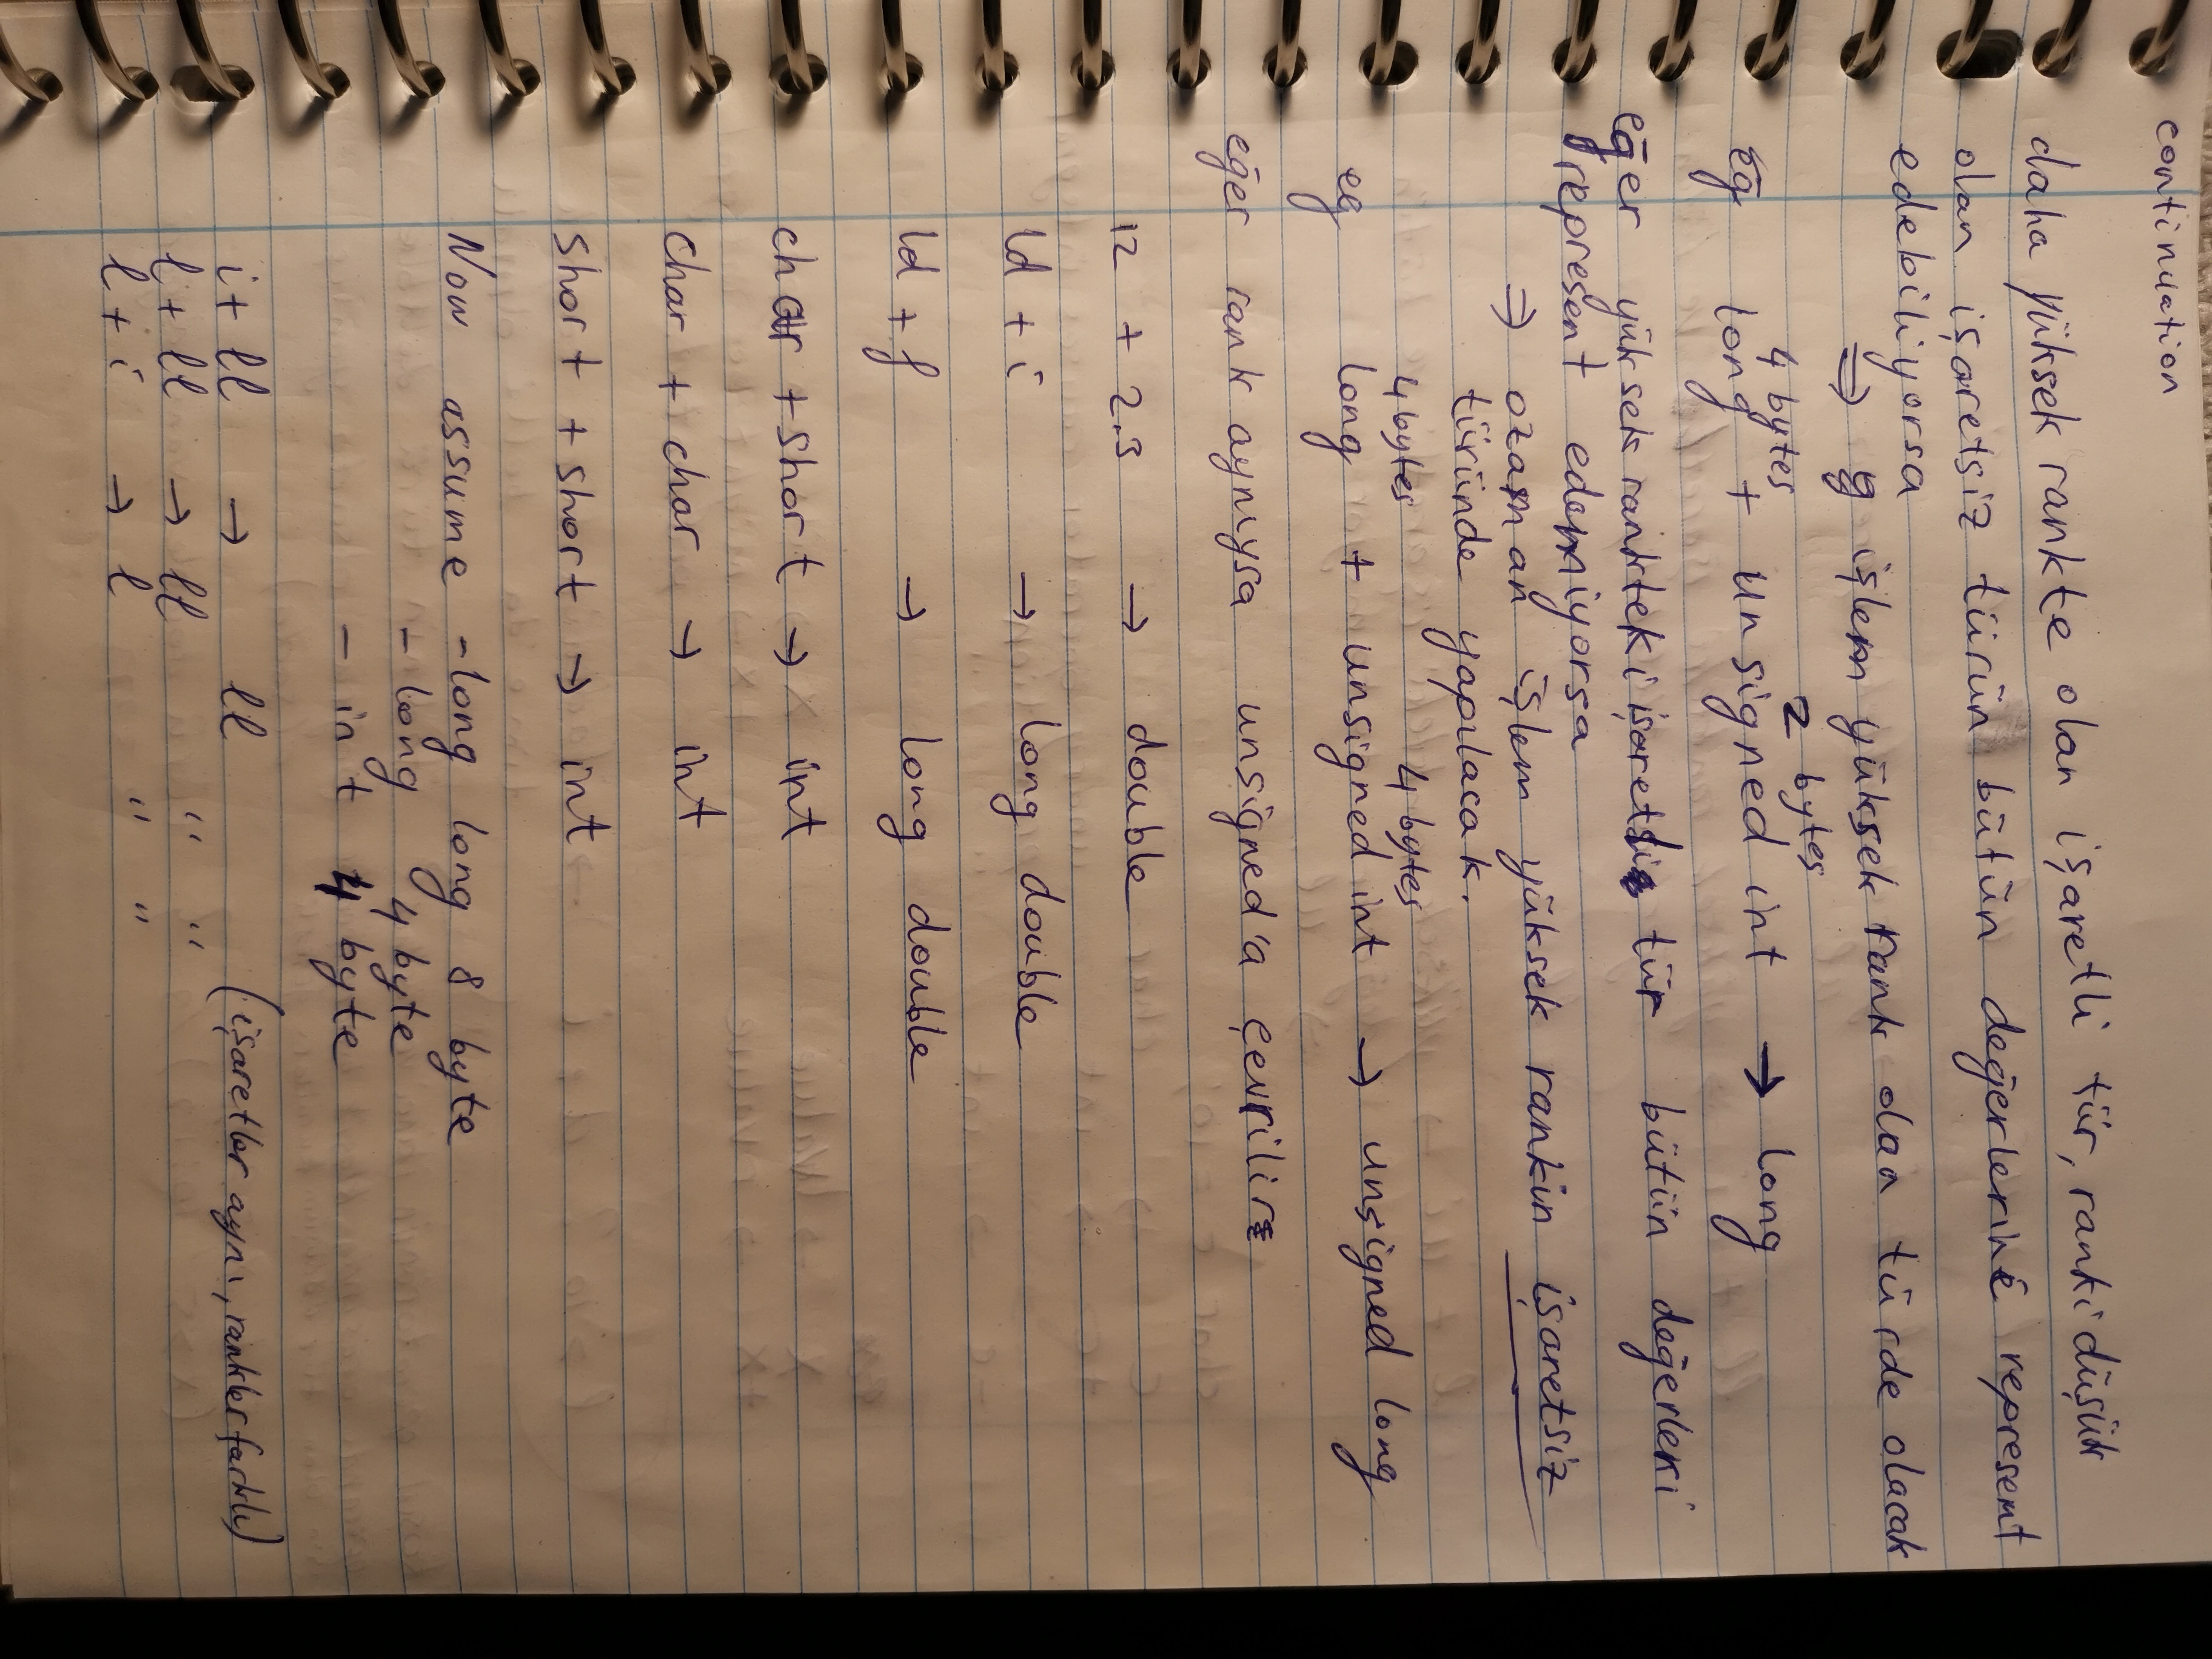 continuation
daha yüksek rankte olan işaretli tür, ranki düşük
olan işaretsiz türün bütün değerlerine represent
edebiliyorsa
⇒ işlem yüksek rank olan türde olacak
4 bytes 2 bytes
eg long + unsigned int → long
eğer yüksek rankteki işaretli tür bütün değerleri
represent edemiyorsa
⇒ ozaman işlem yüksek rankin işaretsiz
türünde yapılacak.
4 bytes 4 bytes
eg long + unsigned int → unsigned long
eğer rank aynıysa unsigned'a çevrilir
12 + 2.3 → double
ld + i → long double
ld + f → long double
char + short → int
char + char → int
short + short → int
Now assume - long long 8 byte
- long 4 byte
- int 4 byte
i + ll → ll (işaretler aynı, rankler farklı)
l + ll → ll " "
l + i → l " "